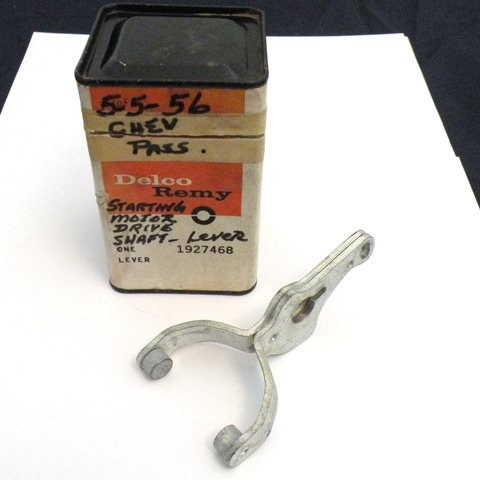 55-56
CHEV
PASS.
Delco
Remy
STARTING
MOTOR
DRIVE
SHAFT- LEVER
ONE 1927468
LEVER